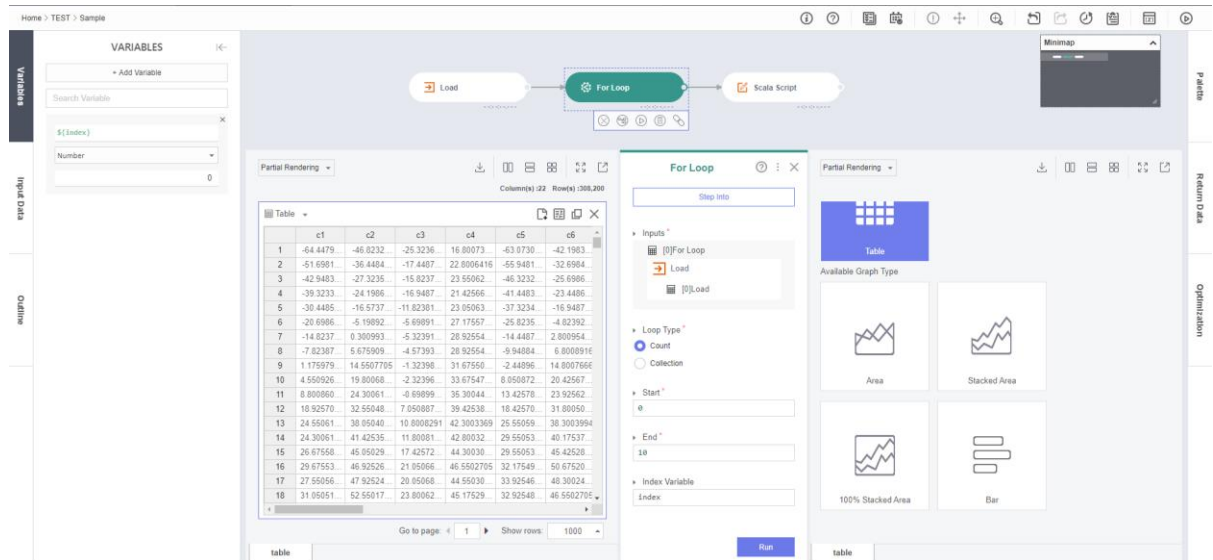 Home > TEST > Sample
VARIABLES
+ Add Variable
Search Variable
${index}
Number
0
Variables
Input Data
Outline
Load
For Loop
Scala Script
Minimap
Palette
Return Data
Optimization
Partial Rendering
Column(s) :22 Row(s) :308,200
Table
c1 c2 c3 c4 c5 c6
1 -64.4479... -46.8232... -25.3236... 16.80073... -63.0730... -42.1983...
2 -51.6981... -36.4484... -17.4487... 22.8006416 -55.9481... -32.6984...
3 -42.9483... -27.3235... -15.8237... 23.55062... -46.3232... -25.6986...
4 -39.3233... -24.1986... -16.9487... 21.42566... -41.4483... -23.4486...
5 -30.4485... -16.5737... -11.82381... 23.05063... -37.3234... -16.9487...
6 -20.6986... -5.19892... -5.69891... 27.17557... -25.8235... -4.82392...
7 -14.8237... 0.300993... -5.32391... 28.92554... -14.4487... 2.800954...
8 -7.82387... 5.675909... -4.57393... 28.92554... -9.94884... 6.8008916
9 1.175979... 14.5507705 -1.32398... 31.67550... -2.44896... 14.8007666
10 4.550926... 19.80068... -2.32396... 33.67547... 8.050872... 20.42567...
11 8.800860... 24.30061... -0.69899... 35.30044... 13.42578... 23.92562...
12 18.92570... 32.55048... 7.050887... 39.42538... 18.42570... 31.80050...
13 24.55061... 38.05040... 10.8008291 42.3003369 25.55059... 38.3003994
14 24.30061... 41.42535... 11.80081... 42.80032... 29.55053... 40.17537...
15 26.67558... 45.05029... 17.42572... 44.30030... 29.55053... 45.42528...
16 29.67553... 46.92526... 21.05066... 46.5502705 32.17549... 50.67520...
17 27.55056... 47.92524... 20.05068... 44.55030... 33.92546... 48.30024...
18 31.05051... 52.55017... 23.80062... 45.17529... 32.92548... 46.5502705
Go to page: 1 Show rows: 1000
table
For Loop
Step Into
Inputs *
[0]For Loop
Load
[0]Load
Loop Type *
Count
Collection
Start *
0
End *
10
Index Variable
index
Run
Partial Rendering
Table
Available Graph Type
Area
Stacked Area
100% Stacked Area
Bar
table